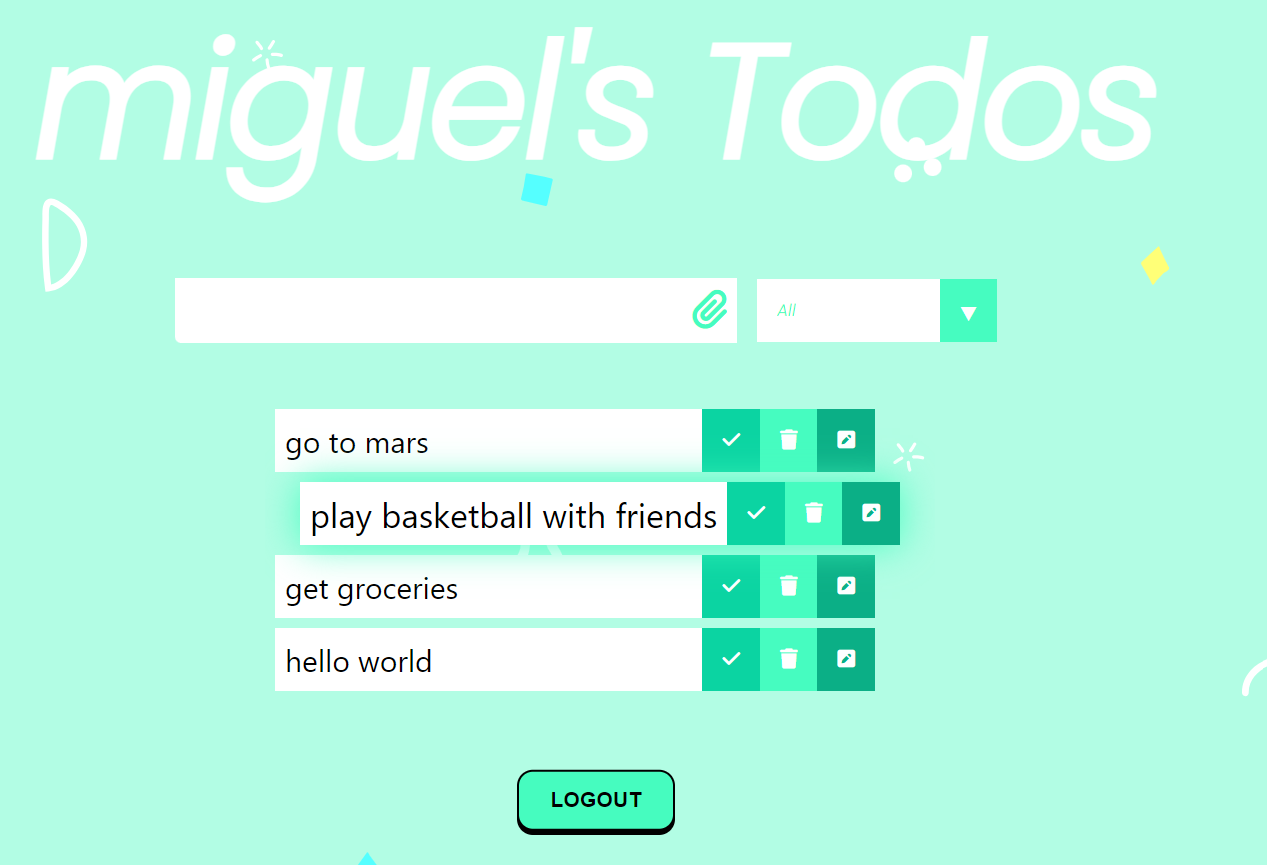 miguel's Todos
All
go to mars
play basketball with friends
get groceries
hello world
LOGOUT